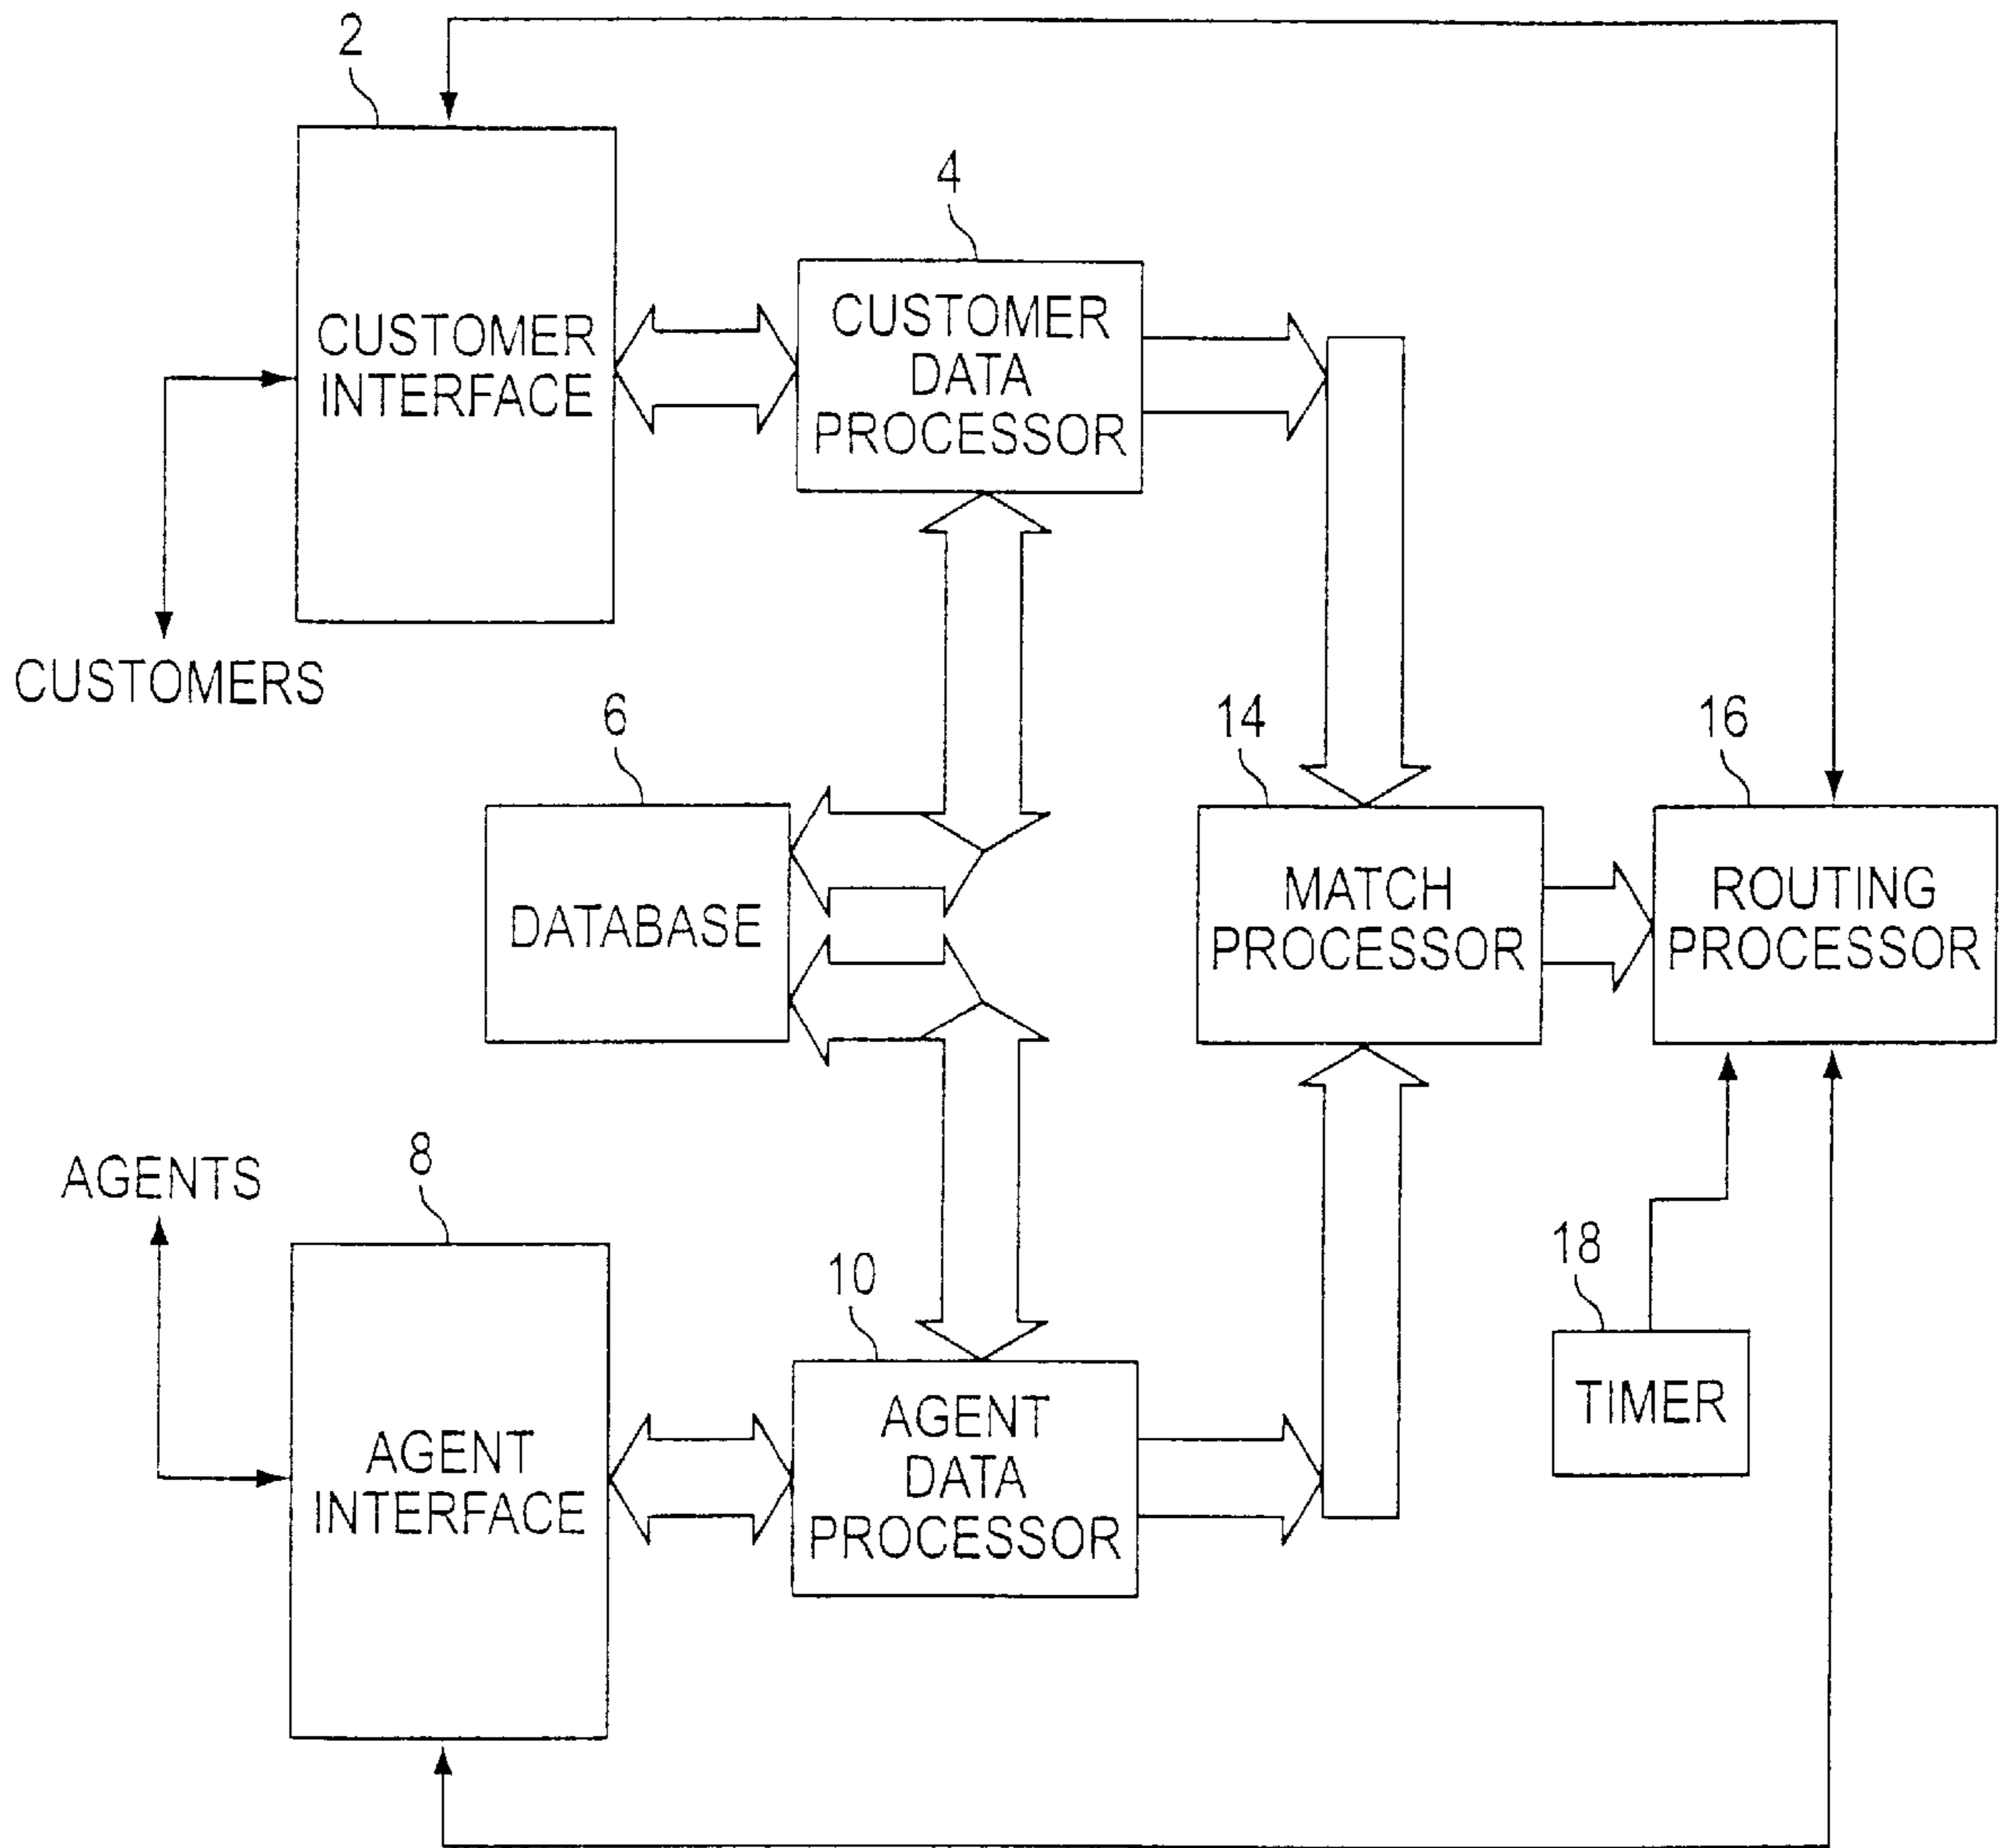 2
4
CUSTOMER
INTERFACE
CUSTOMER
DATA
PROCESSOR
CUSTOMERS
6
14
16
DATABASE
MATCH
PROCESSOR
ROUTING
PROCESSOR
AGENTS
8
10
18
AGENT
INTERFACE
AGENT
DATA
PROCESSOR
TIMER